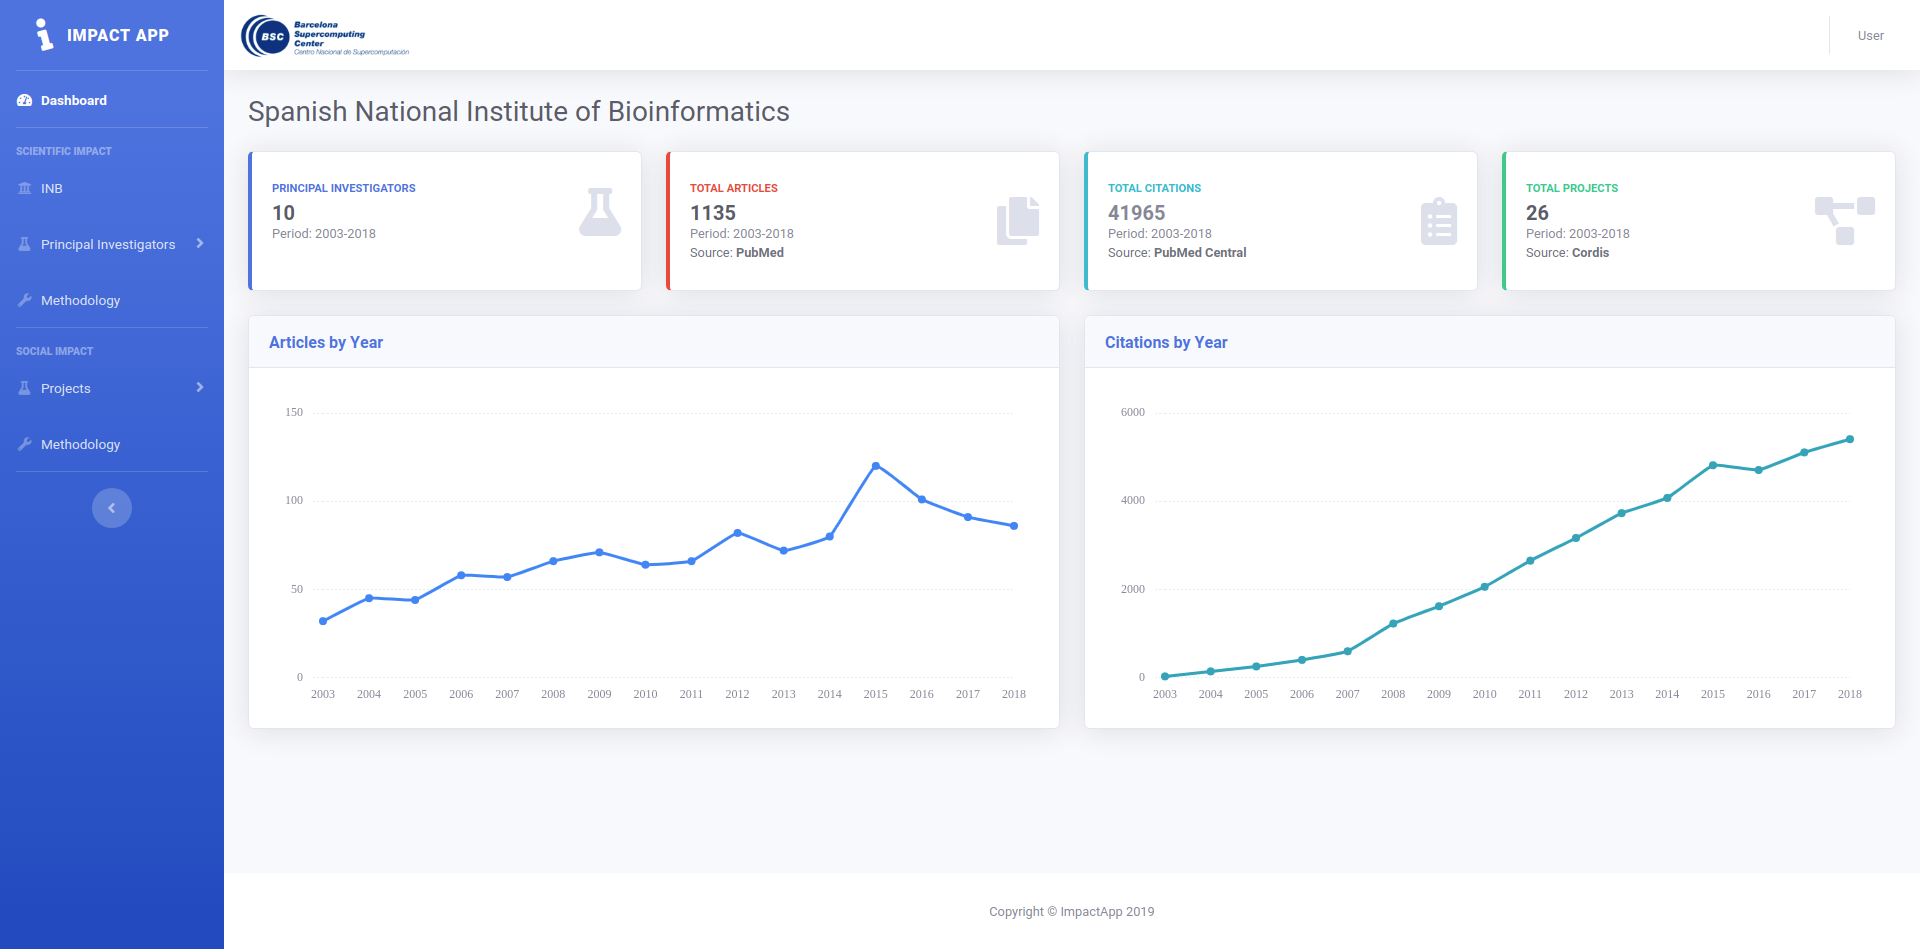 IMPACT APP
Dashboard
SCIENTIFIC IMPACT
INB
Principal Investigators
Methodology
SOCIAL IMPACT
Projects
Methodology
BSC
Barcelona
Supercomputing
Center
Centro Nacional de Supercomputación
User
Spanish National Institute of Bioinformatics
PRINCIPAL INVESTIGATORS
10
Period: 2003-2018
TOTAL ARTICLES
1135
Period: 2003-2018
Source: PubMed
TOTAL CITATIONS
41965
Period: 2003-2018
Source: PubMed Central
TOTAL PROJECTS
26
Period: 2003-2018
Source: Cordis
Articles by Year
150
100
50
0
2003 2004 2005 2006 2007 2008 2009 2010 2011 2012 2013 2014 2015 2016 2017 2018
Citations by Year
6000
4000
2000
0
2003 2004 2005 2006 2007 2008 2009 2010 2011 2012 2013 2014 2015 2016 2017 2018
Copyright © ImpactApp 2019